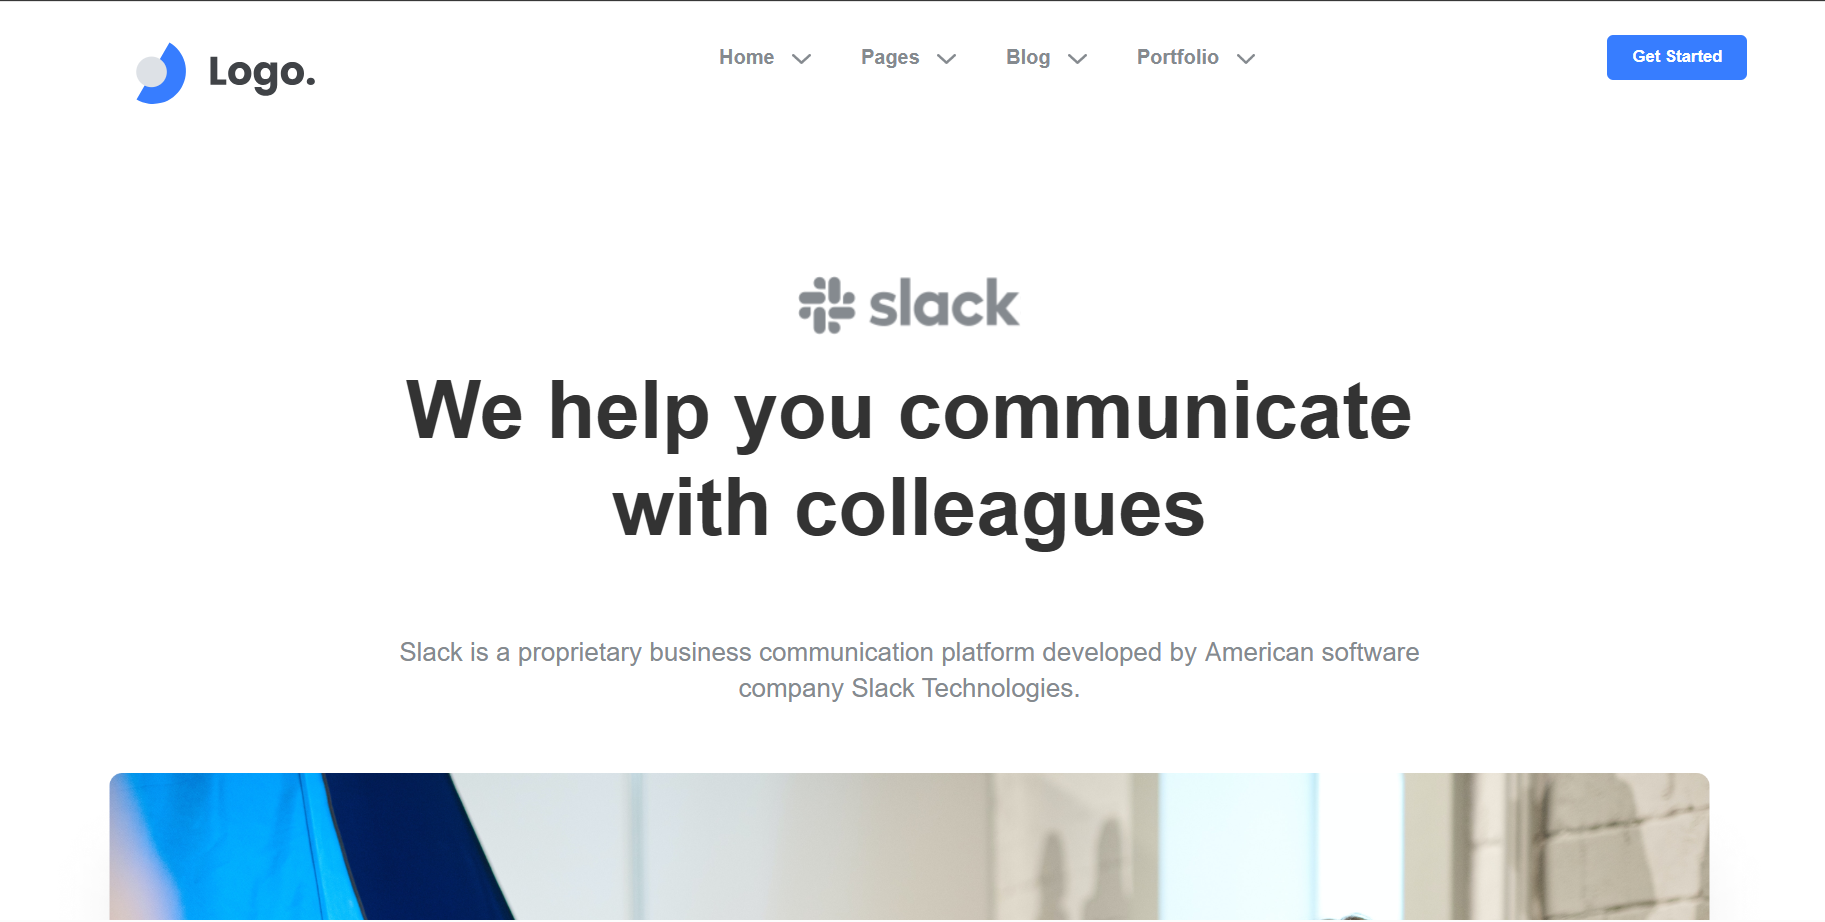 Logo.
Home
Pages
Blog
Portfolio
Get Started
slack
We help you communicate
with colleagues
Slack is a proprietary business communication platform developed by American software
company Slack Technologies.